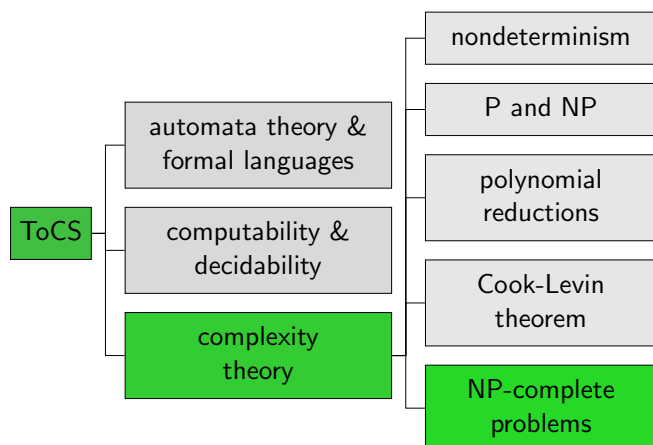 ToCS
automata theory &
formal languages
computability &
decidability
complexity
theory
nondeterminism
P and NP
polynomial
reductions
Cook-Levin
theorem
NP-complete
problems